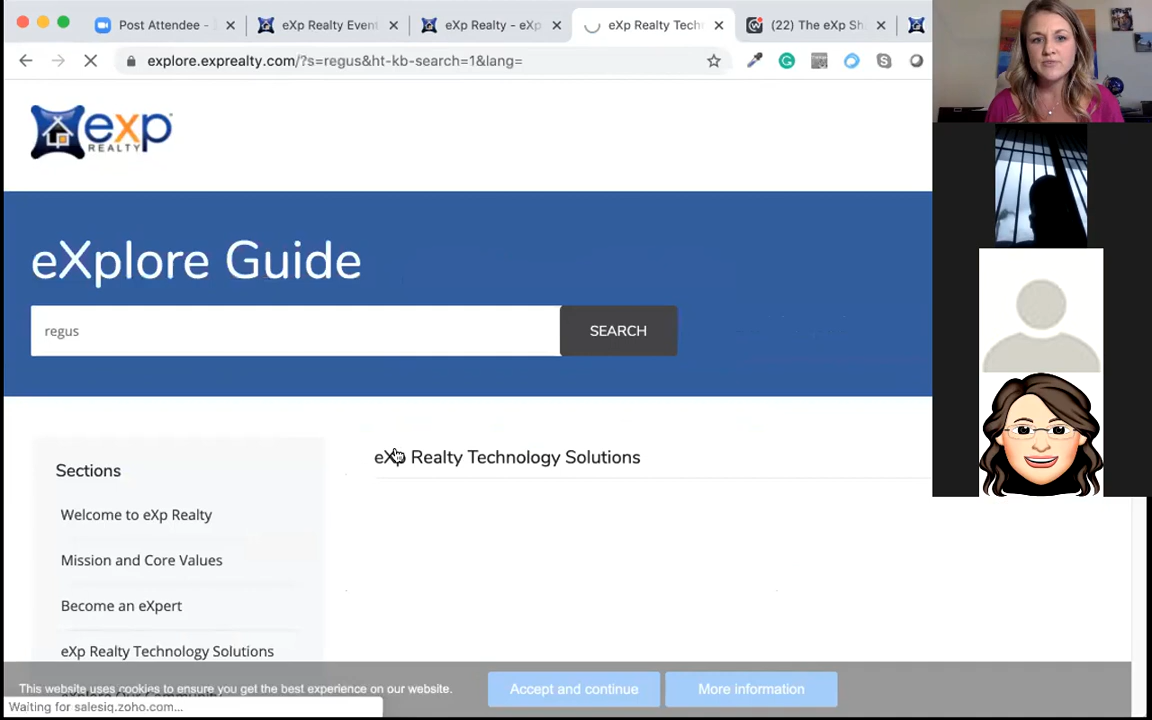 Post Attendee -
eXp Realty Event
eXp Realty - eXp
eXp Realty Tech
(22) The eXp Sh
explore.exprealty.com/?s=regus&ht-kb-search=1&lang=
exp
REALTY
eXplore Guide
regus
SEARCH
Sections
eXp Realty Technology Solutions
Welcome to eXp Realty
Mission and Core Values
Become an eXpert
eXp Realty Technology Solutions
This website uses cookies to ensure you get the best experience on our website.
Accept and continue
More information
Waiting for salesiq.zoho.com...